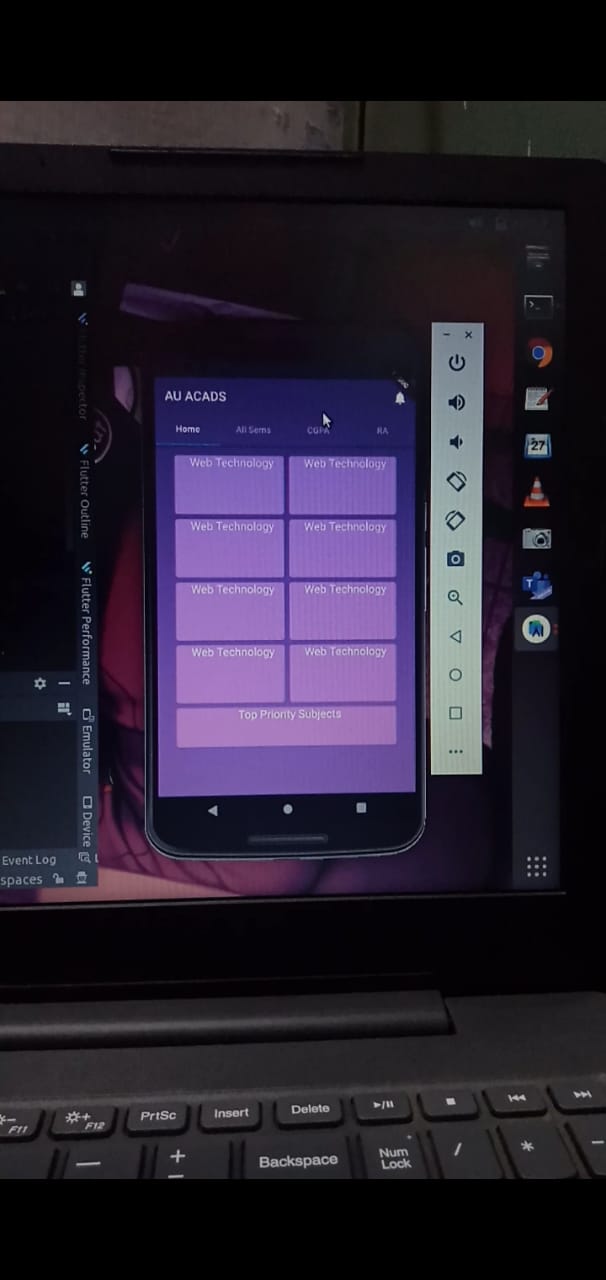 AU ACADS
Home All Sems CGPA RA
Web Technology Web Technology
Web Technology Web Technology
Web Technology Web Technology
Web Technology Web Technology
Top Priority Subjects
Flutter Outline
Flutter Performance
Emulator
Device
Event Log
spaces
27
T
F11
F12
PrtSc
Insert
Delete
Backspace
Num
Lock
/
*